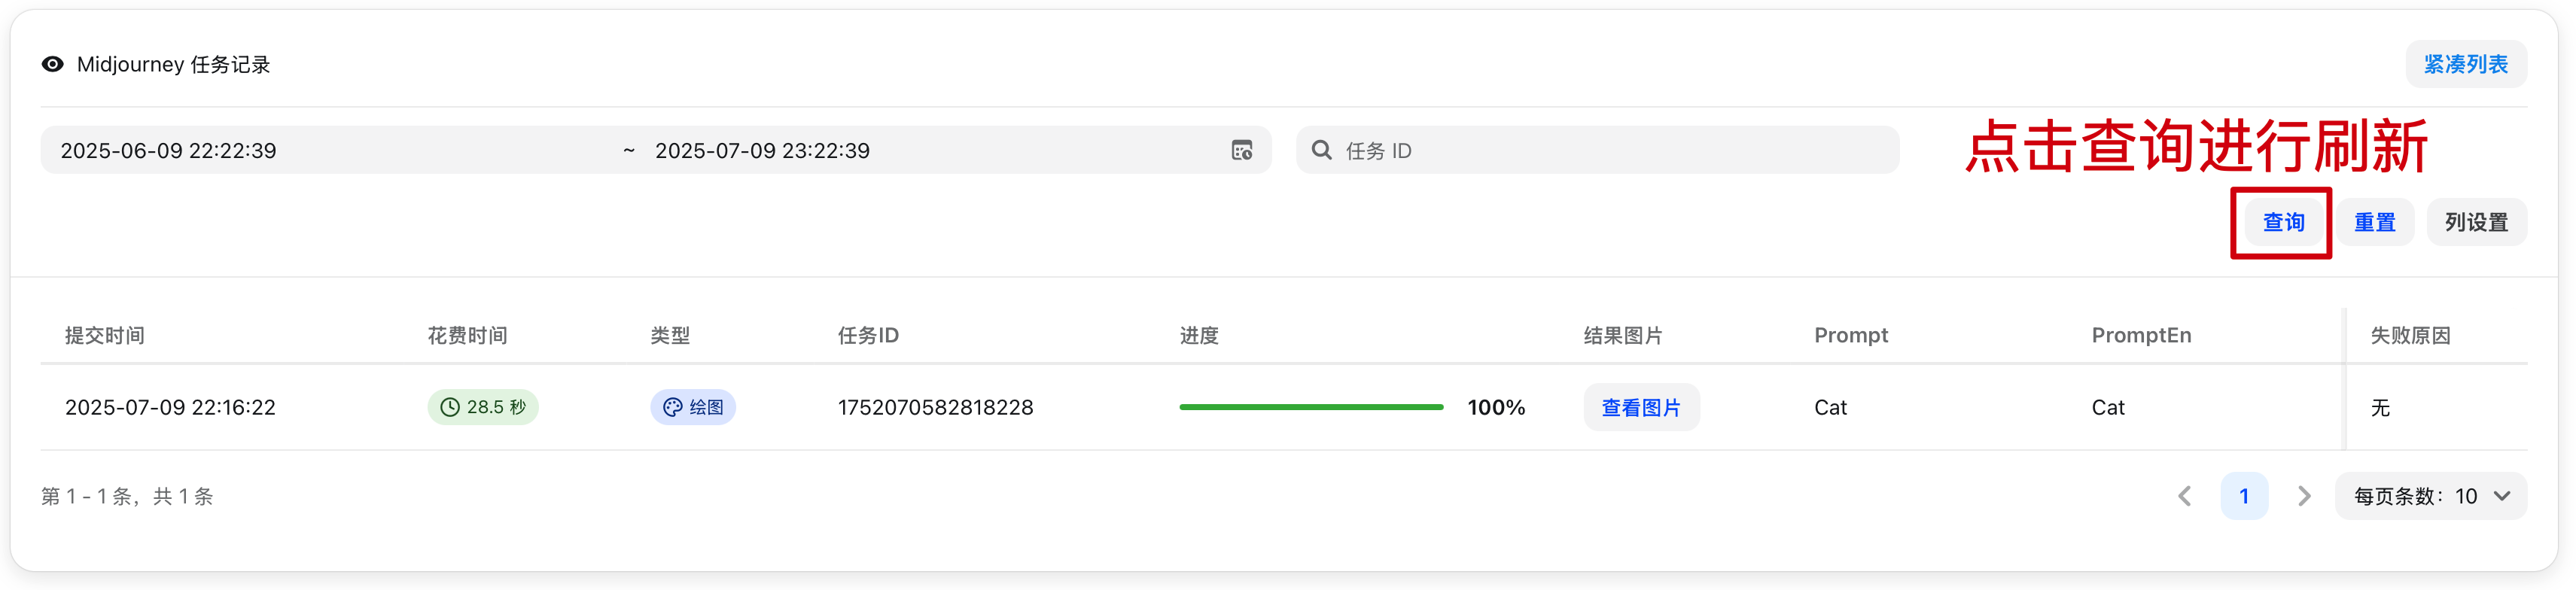 Midjourney 任务记录
紧凑列表
2025-06-09 22:22:39 ~ 2025-07-09 23:22:39
任务 ID
点击查询进行刷新
查询 重置 列设置
提交时间 花费时间 类型 任务ID 进度 结果图片 Prompt PromptEn 失败原因
2025-07-09 22:16:22 28.5 秒 绘图 1752070582818228 100% 查看图片 Cat Cat 无
第 1 - 1 条，共 1 条
1
每页条数：10